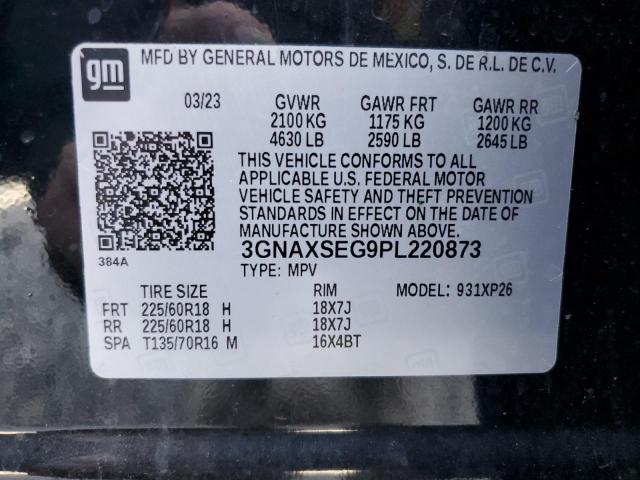 gm
MFD BY GENERAL MOTORS DE MEXICO, S. DE R.L. DE C.V.
03/23 GVWR GAWR FRT GAWR RR
2100 KG 1175 KG 1200 KG
4630 LB 2590 LB 2645 LB
THIS VEHICLE CONFORMS TO ALL
APPLICABLE U.S. FEDERAL MOTOR
VEHICLE SAFETY AND THEFT PREVENTION
STANDARDS IN EFFECT ON THE DATE OF
MANUFACTURE SHOWN ABOVE.
384A 3GNAXSEG9PL220873
TYPE: MPV
TIRE SIZE RIM MODEL: 931XP26
FRT 225/60R18 H 18X7J
RR 225/60R18 H 18X7J
SPA T135/70R16 M 16X4BT